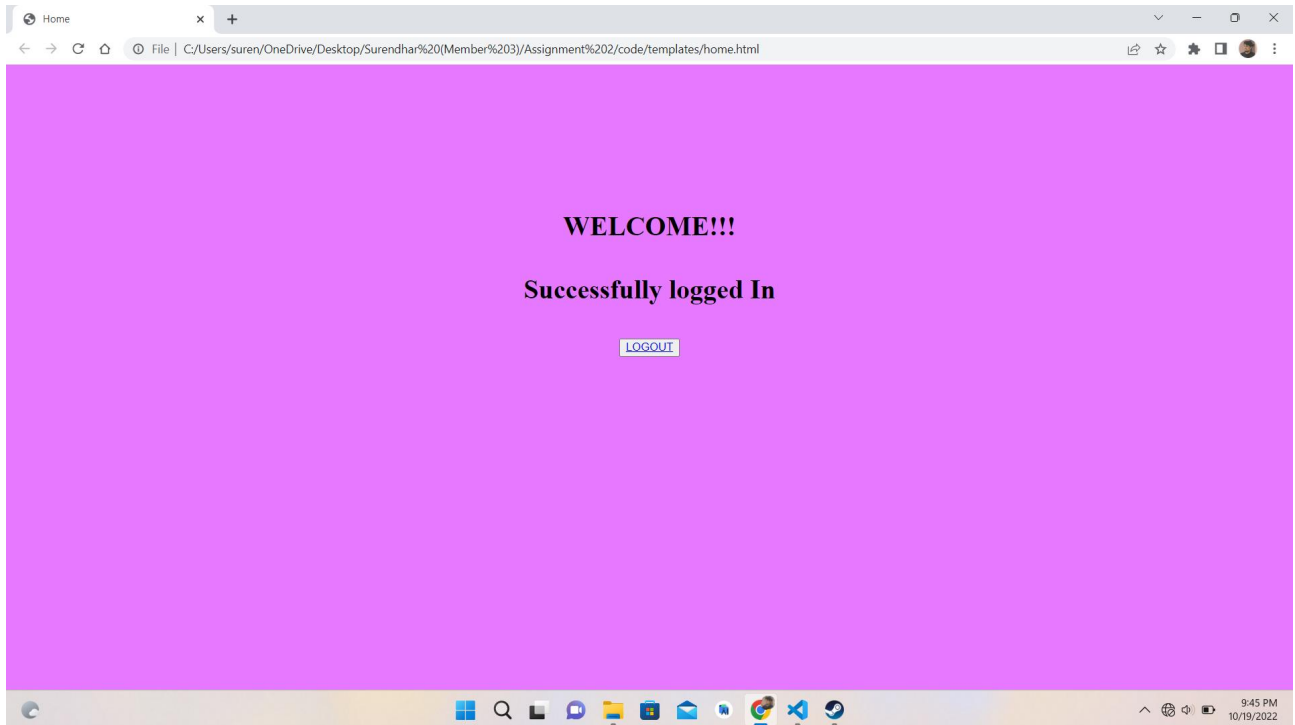 Home
File | C:/Users/suren/OneDrive/Desktop/Surendhar%20(Member%203)/Assignment%202/code/templates/home.html
WELCOME!!!
Successfully logged In
LOGOUT
9:45 PM
10/19/2022